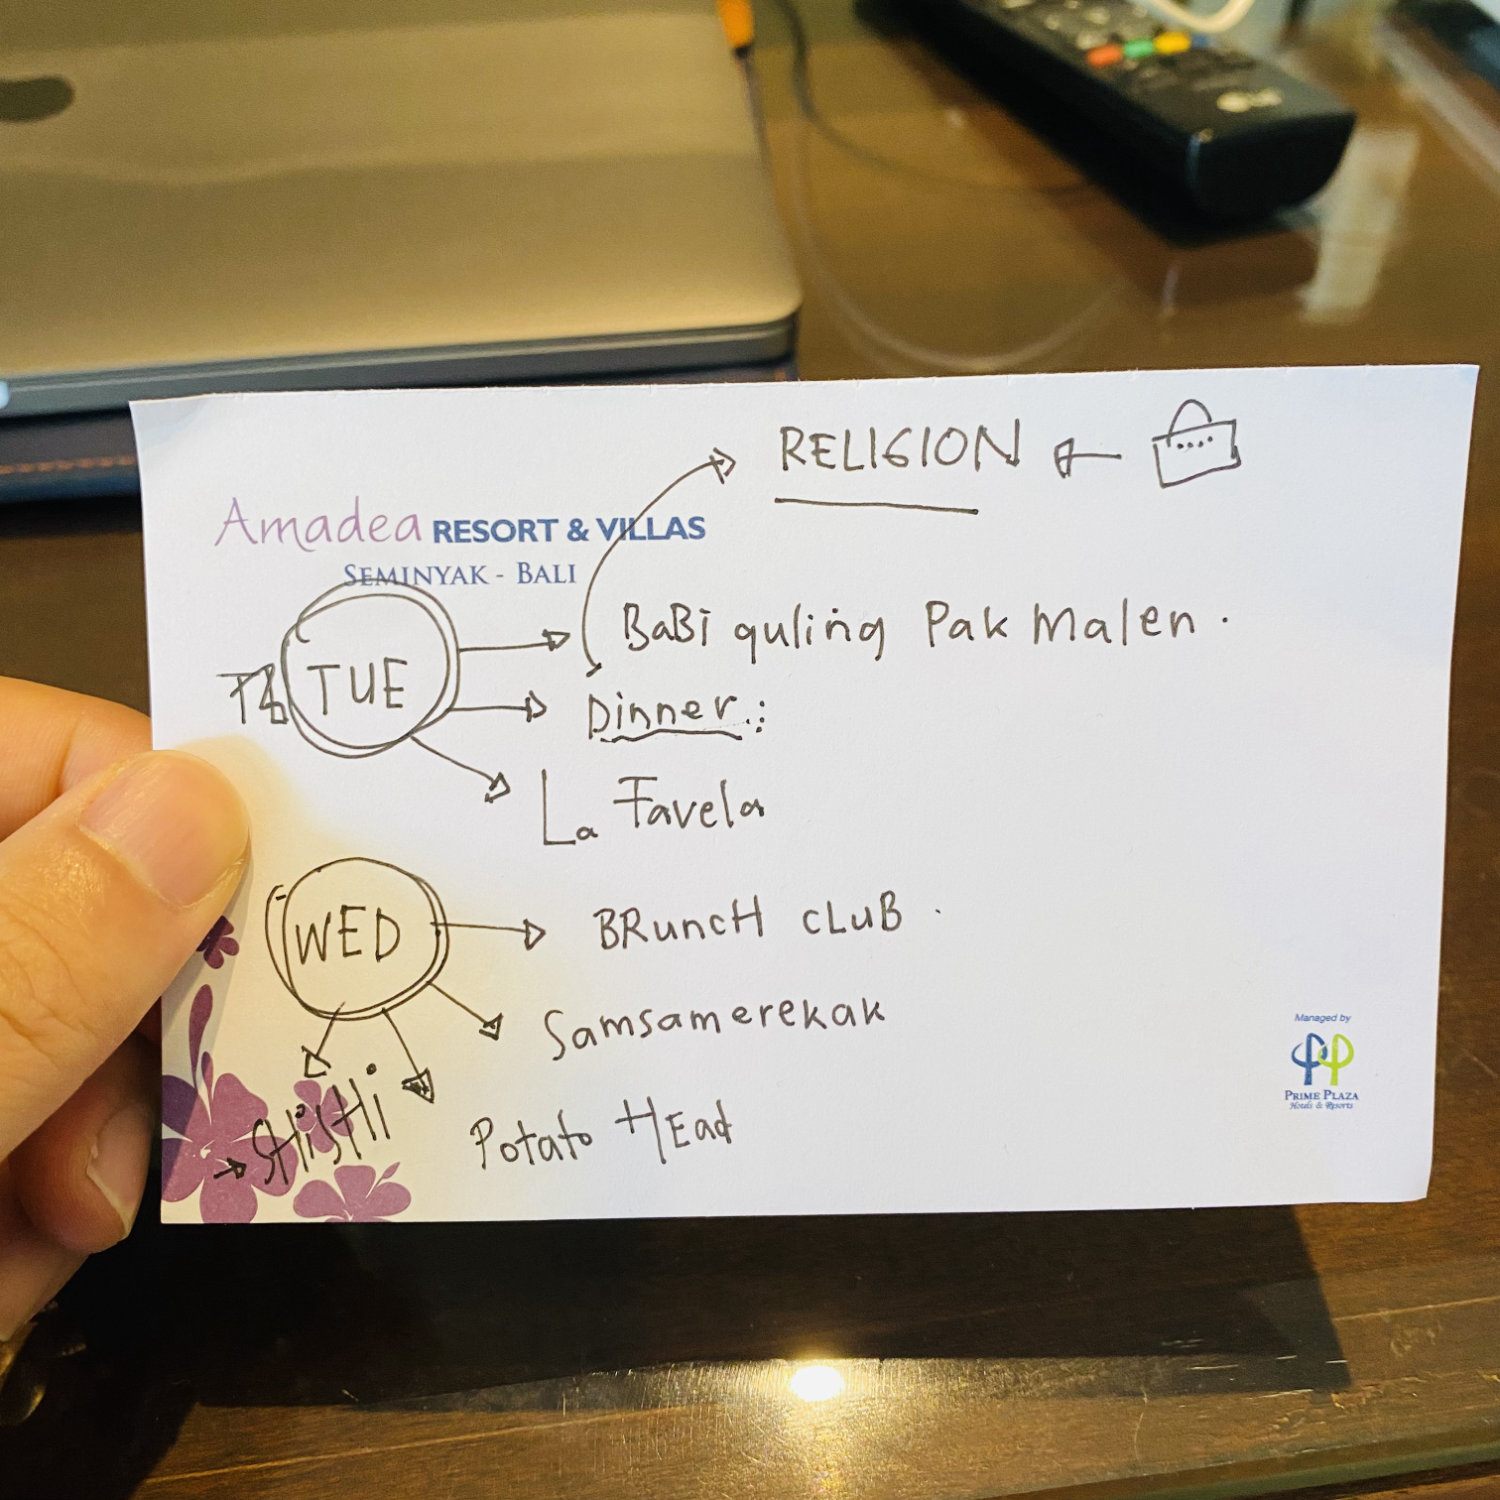 RELIGION
Amadea RESORT & VILLAS
SEMINYAK - BALI
TUE
BaBi guling Pak Malen.
Dinner:
La Favela
WED
BRuncH cLuB.
Samsamerekak
SHiSHi
Potato HEad
Managed by
PRIME PLAZA
Hotels & Resorts
LG